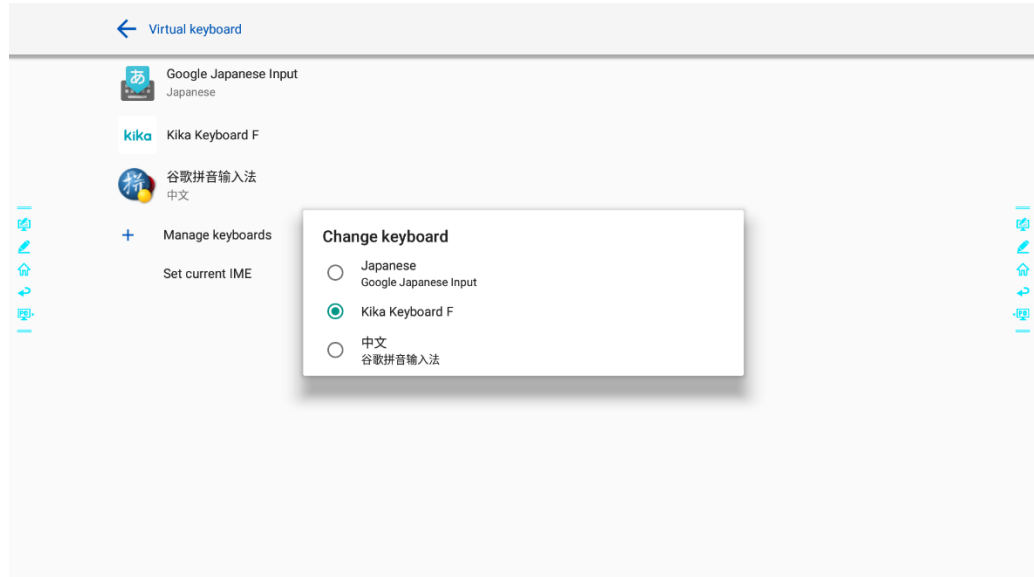 Virtual keyboard
Google Japanese Input
Japanese
kika Kika Keyboard F
谷歌拼音输入法
中文
Manage keyboards
Set current IME
Change keyboard
Japanese
Google Japanese Input
Kika Keyboard F
中文
谷歌拼音输入法